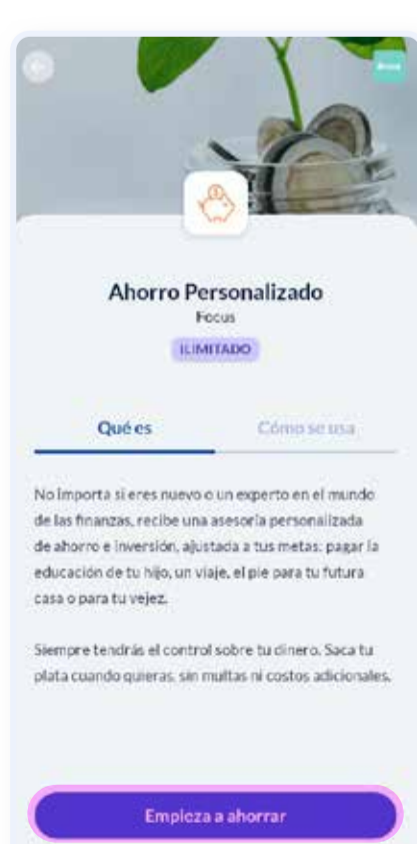 Ahorro Personalizado
Focus
ILIMITADO
Qué es
Cómo se usa
No importa si eres nuevo o un experto en el mundo
de las finanzas, recibe una asesoría personalizada
de ahorro e inversión, ajustada a tus metas: pagar la
educación de tu hijo, un viaje, el pie para tu futura
casa o para tu vejez.
Siempre tendrás el control sobre tu dinero. Saca tu
plata cuando quieras, sin multas ni costos adicionales.
Empieza a ahorrar